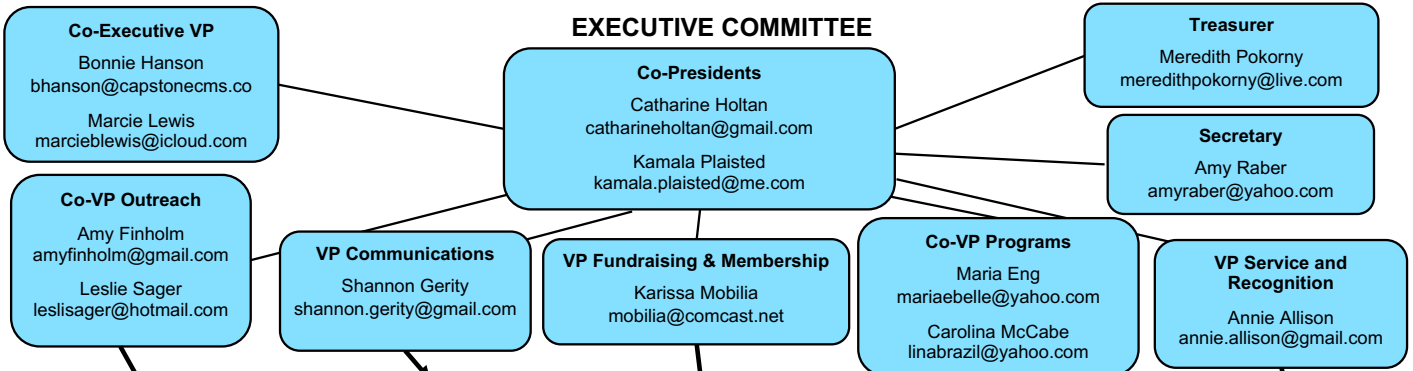 EXECUTIVE COMMITTEE
Co-Executive VP
Bonnie Hanson
bhanson@capstonecms.co
Marcie Lewis
marcieblewis@icloud.com
Co-Presidents
Catharine Holtan
catharineholtan@gmail.com
Kamala Plaisted
kamala.plaisted@me.com
Treasurer
Meredith Pokorny
meredithpokorny@live.com
Secretary
Amy Raber
amyraber@yahoo.com
Co-VP Outreach
Amy Finholm
amyfinholm@gmail.com
Leslie Sager
leslisager@hotmail.com
VP Communications
Shannon Gerity
shannon.gerity@gmail.com
VP Fundraising & Membership
Karissa Mobilia
mobilia@comcast.net
Co-VP Programs
Maria Eng
mariaebelle@yahoo.com
Carolina McCabe
linabrazil@yahoo.com
VP Service and
Recognition
Annie Allison
annie.allison@gmail.com